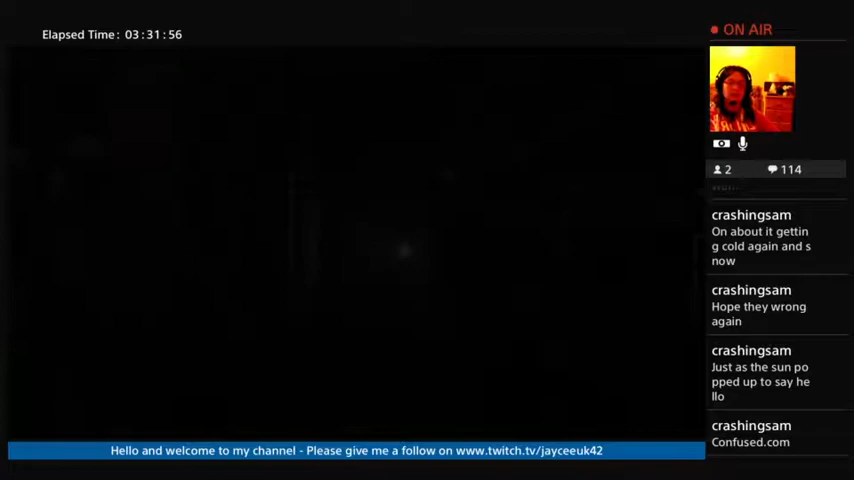 Elapsed Time: 03:31:56
ON AIR
2 114
crashingsam
On about it gettin
g cold again and s
now
crashingsam
Hope they wrong
again
crashingsam
Just as the sun po
pped up to say he
llo
crashingsam
Confused.com
Hello and welcome to my channel - Please give me a follow on www.twitch.tv/jayceeuk42